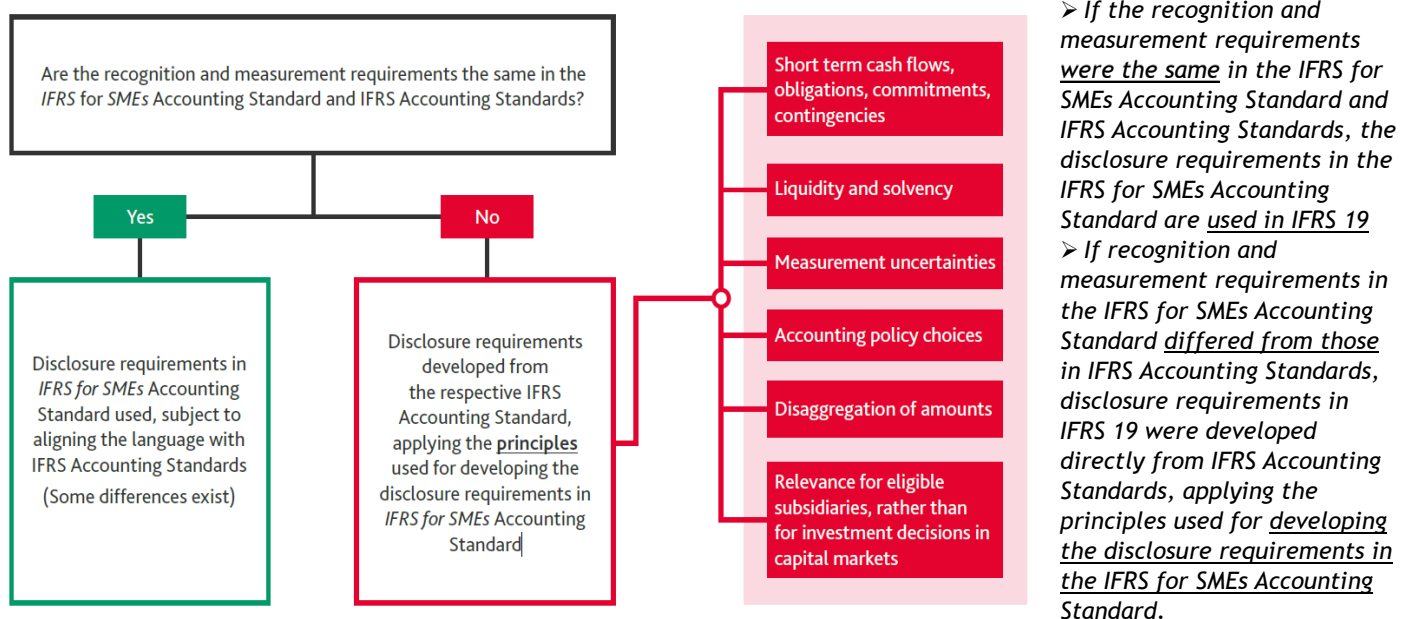 Are the recognition and measurement requirements the same in the
IFRS for SMEs Accounting Standard and IFRS Accounting Standards?
Yes
No
Disclosure requirements in
IFRS for SMEs Accounting
Standard used, subject to
aligning the language with
IFRS Accounting Standards
(Some differences exist)
Disclosure requirements
developed from
the respective IFRS
Accounting Standard,
applying the principles
used for developing the
disclosure requirements in
IFRS for SMEs Accounting
Standard
Short term cash flows,
obligations, commitments,
contingencies
Liquidity and solvency
Measurement uncertainties
Accounting policy choices
Disaggregation of amounts
Relevance for eligible
subsidiaries, rather than
for investment decisions in
capital markets
➢ If the recognition and
measurement requirements
were the same in the IFRS for
SMEs Accounting Standard and
IFRS Accounting Standards, the
disclosure requirements in the
IFRS for SMEs Accounting
Standard are used in IFRS 19
➢ If recognition and
measurement requirements in
the IFRS for SMEs Accounting
Standard differed from those
in IFRS Accounting Standards,
disclosure requirements in
IFRS 19 were developed
directly from IFRS Accounting
Standards, applying the
principles used for developing
the disclosure requirements in
the IFRS for SMEs Accounting
Standard.